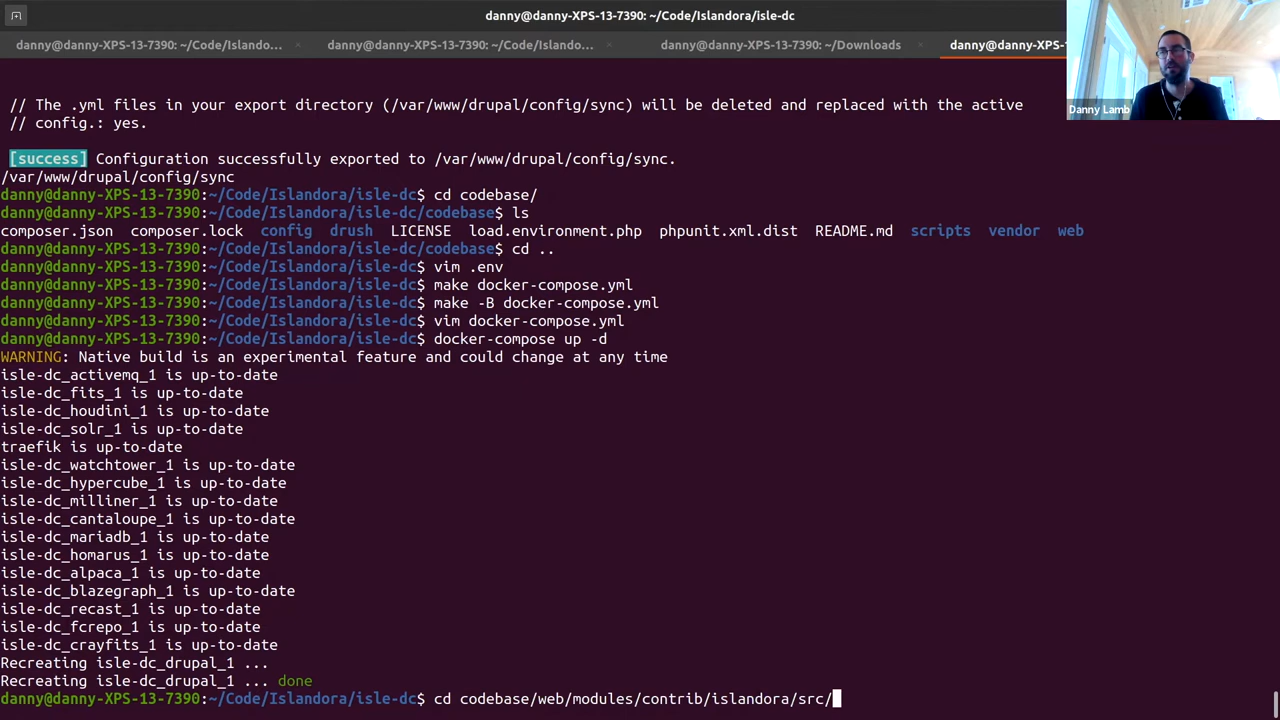 danny@danny-XPS-13-7390: ~/Code/Islandora/isle-dc
danny@danny-XPS-13-7390: ~/Code/Islando... × danny@danny-XPS-13-7390: ~/Code/Islando... × danny@danny-XPS-13-7390: ~/Downloads × danny@danny-XPS-1
Danny Lamb
// The .yml files in your export directory (/var/www/drupal/config/sync) will be deleted and replaced with the active
// config.: yes.
[success] Configuration successfully exported to /var/www/drupal/config/sync.
/var/www/drupal/config/sync
danny@danny-XPS-13-7390:~/Code/Islandora/isle-dc$ cd codebase/
danny@danny-XPS-13-7390:~/Code/Islandora/isle-dc/codebase$ ls
composer.json composer.lock config drush LICENSE load.environment.php phpunit.xml.dist README.md scripts vendor web
danny@danny-XPS-13-7390:~/Code/Islandora/isle-dc/codebase$ cd ..
danny@danny-XPS-13-7390:~/Code/Islandora/isle-dc$ vim .env
danny@danny-XPS-13-7390:~/Code/Islandora/isle-dc$ make docker-compose.yml
danny@danny-XPS-13-7390:~/Code/Islandora/isle-dc$ make -B docker-compose.yml
danny@danny-XPS-13-7390:~/Code/Islandora/isle-dc$ vim docker-compose.yml
danny@danny-XPS-13-7390:~/Code/Islandora/isle-dc$ docker-compose up -d
WARNING: Native build is an experimental feature and could change at any time
isle-dc_activemq_1 is up-to-date
isle-dc_fits_1 is up-to-date
isle-dc_houdini_1 is up-to-date
isle-dc_solr_1 is up-to-date
traefik is up-to-date
isle-dc_watchtower_1 is up-to-date
isle-dc_hypercube_1 is up-to-date
isle-dc_milliner_1 is up-to-date
isle-dc_cantaloupe_1 is up-to-date
isle-dc_mariadb_1 is up-to-date
isle-dc_homarus_1 is up-to-date
isle-dc_alpaca_1 is up-to-date
isle-dc_blazegraph_1 is up-to-date
isle-dc_recast_1 is up-to-date
isle-dc_fcrepo_1 is up-to-date
isle-dc_crayfits_1 is up-to-date
Recreating isle-dc_drupal_1 ...
Recreating isle-dc_drupal_1 ... done
danny@danny-XPS-13-7390:~/Code/Islandora/isle-dc$ cd codebase/web/modules/contrib/islandora/src/